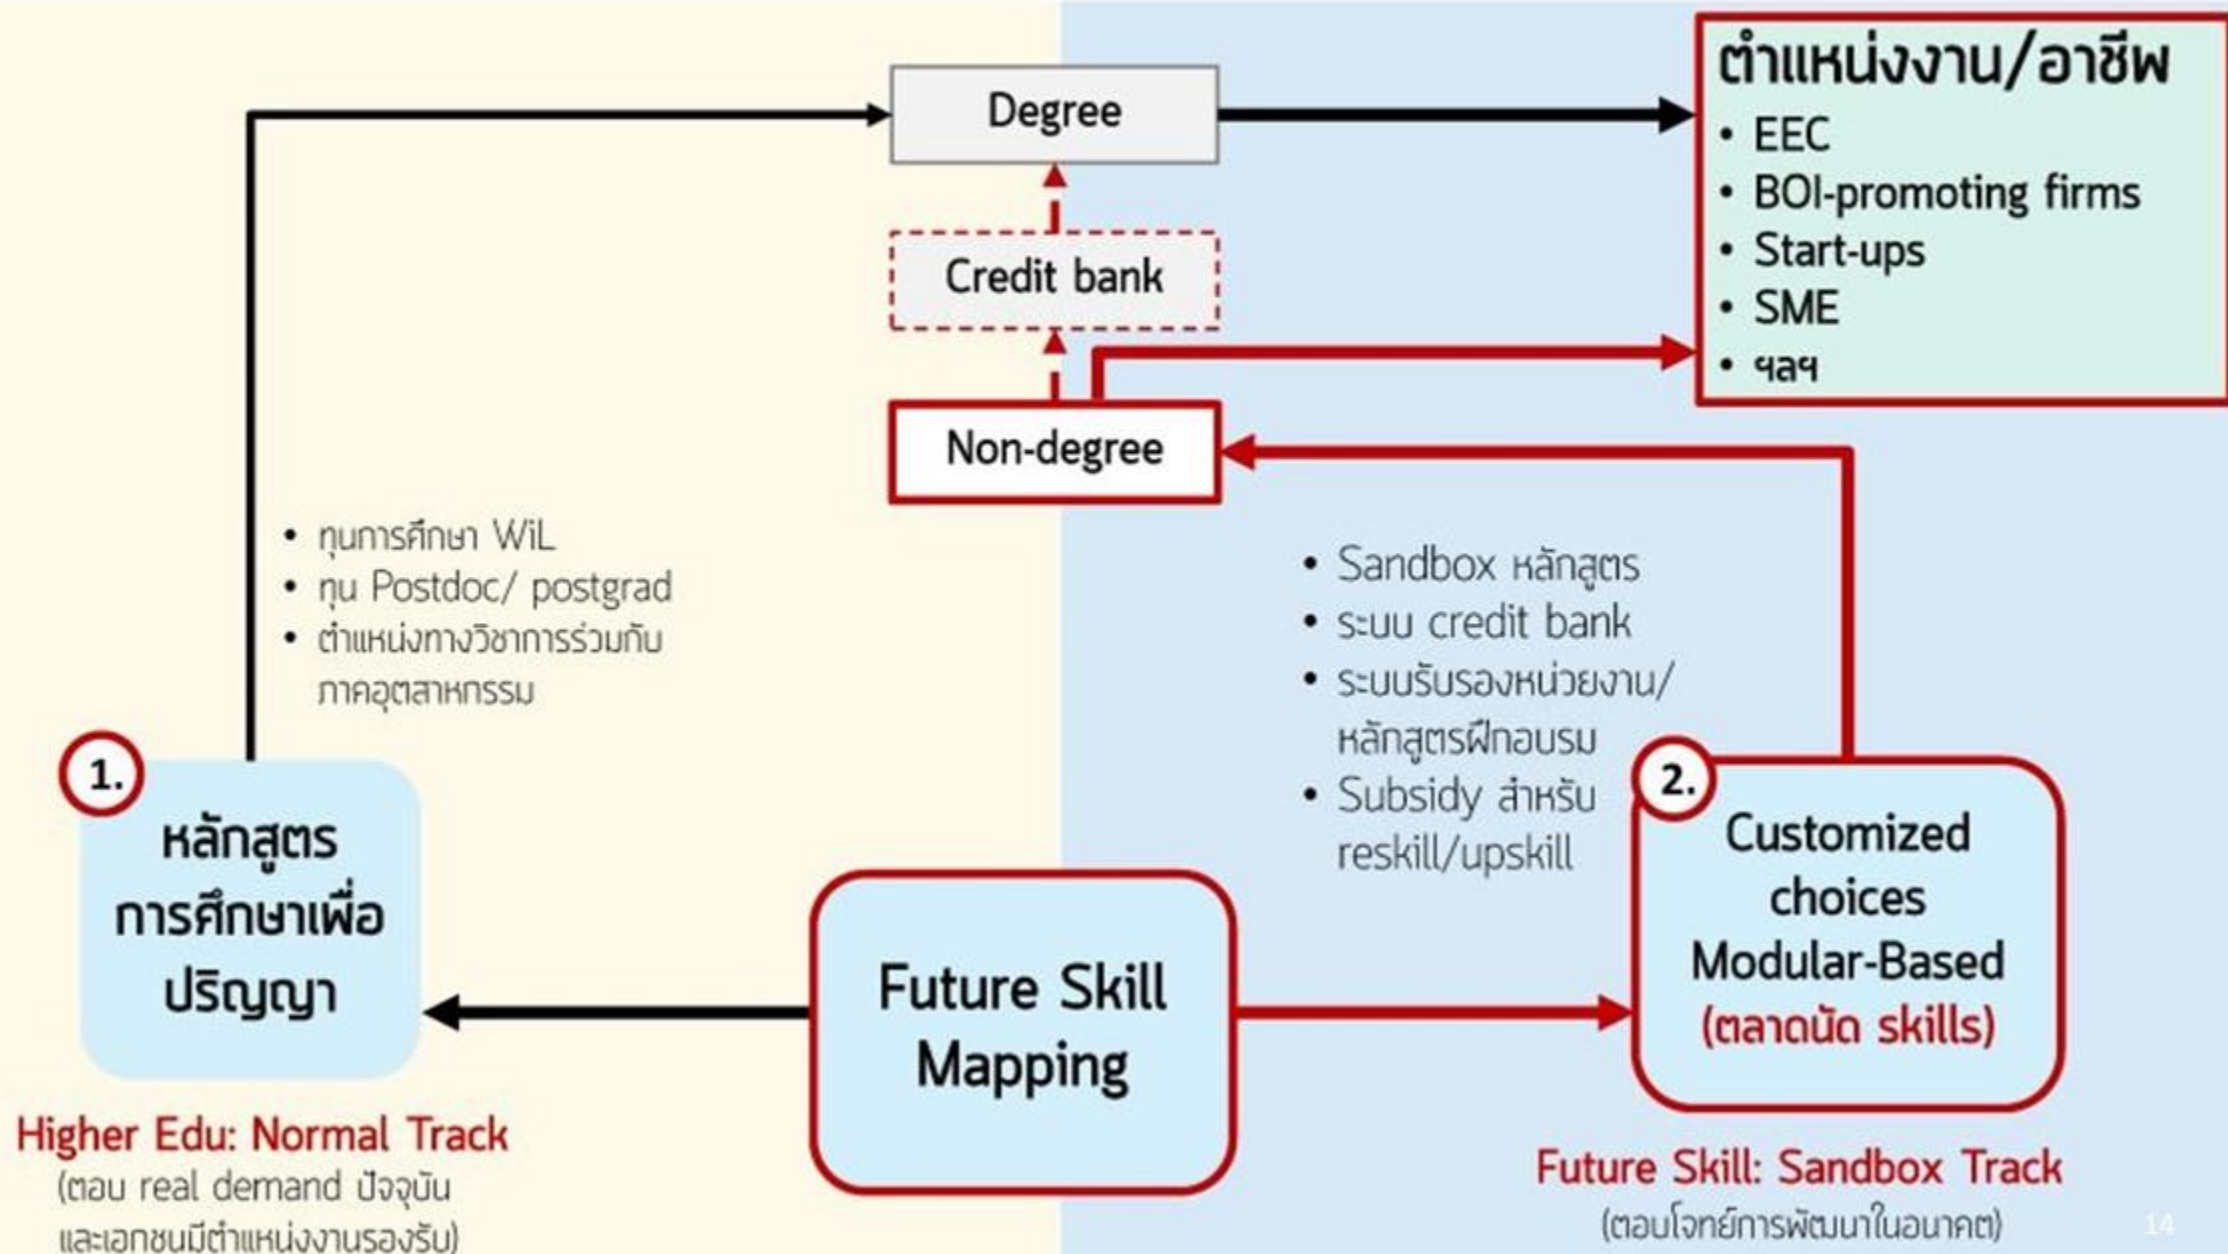 Degree
Credit bank
Non-degree
ตำแหน่งงาน/อาชีพ
• EEC
• BOI-promoting firms
• Start-ups
• SME
• ฯลฯ
• ทุนการศึกษา WiL
• ทุน Postdoc/ postgrad
• ตำแหน่งทางวิชาการร่วมกับ
ภาคอุตสาหกรรม
• Sandbox หลักสูตร
• ระบบ credit bank
• ระบบรับรองหน่วยงาน/
หลักสูตรฝึกอบรม
• Subsidy สำหรับ
reskill/upskill
1.
หลักสูตร
การศึกษาเพื่อ
ปริญญา
Future Skill
Mapping
2.
Customized
choices
Modular-Based
(ตลาดนัด skills)
Higher Edu: Normal Track
(ตอบ real demand ปัจจุบัน
และเอกชนมีตำแหน่งงานรองรับ)
Future Skill: Sandbox Track
(ตอบโจทย์การพัฒนาในอนาคต)
14